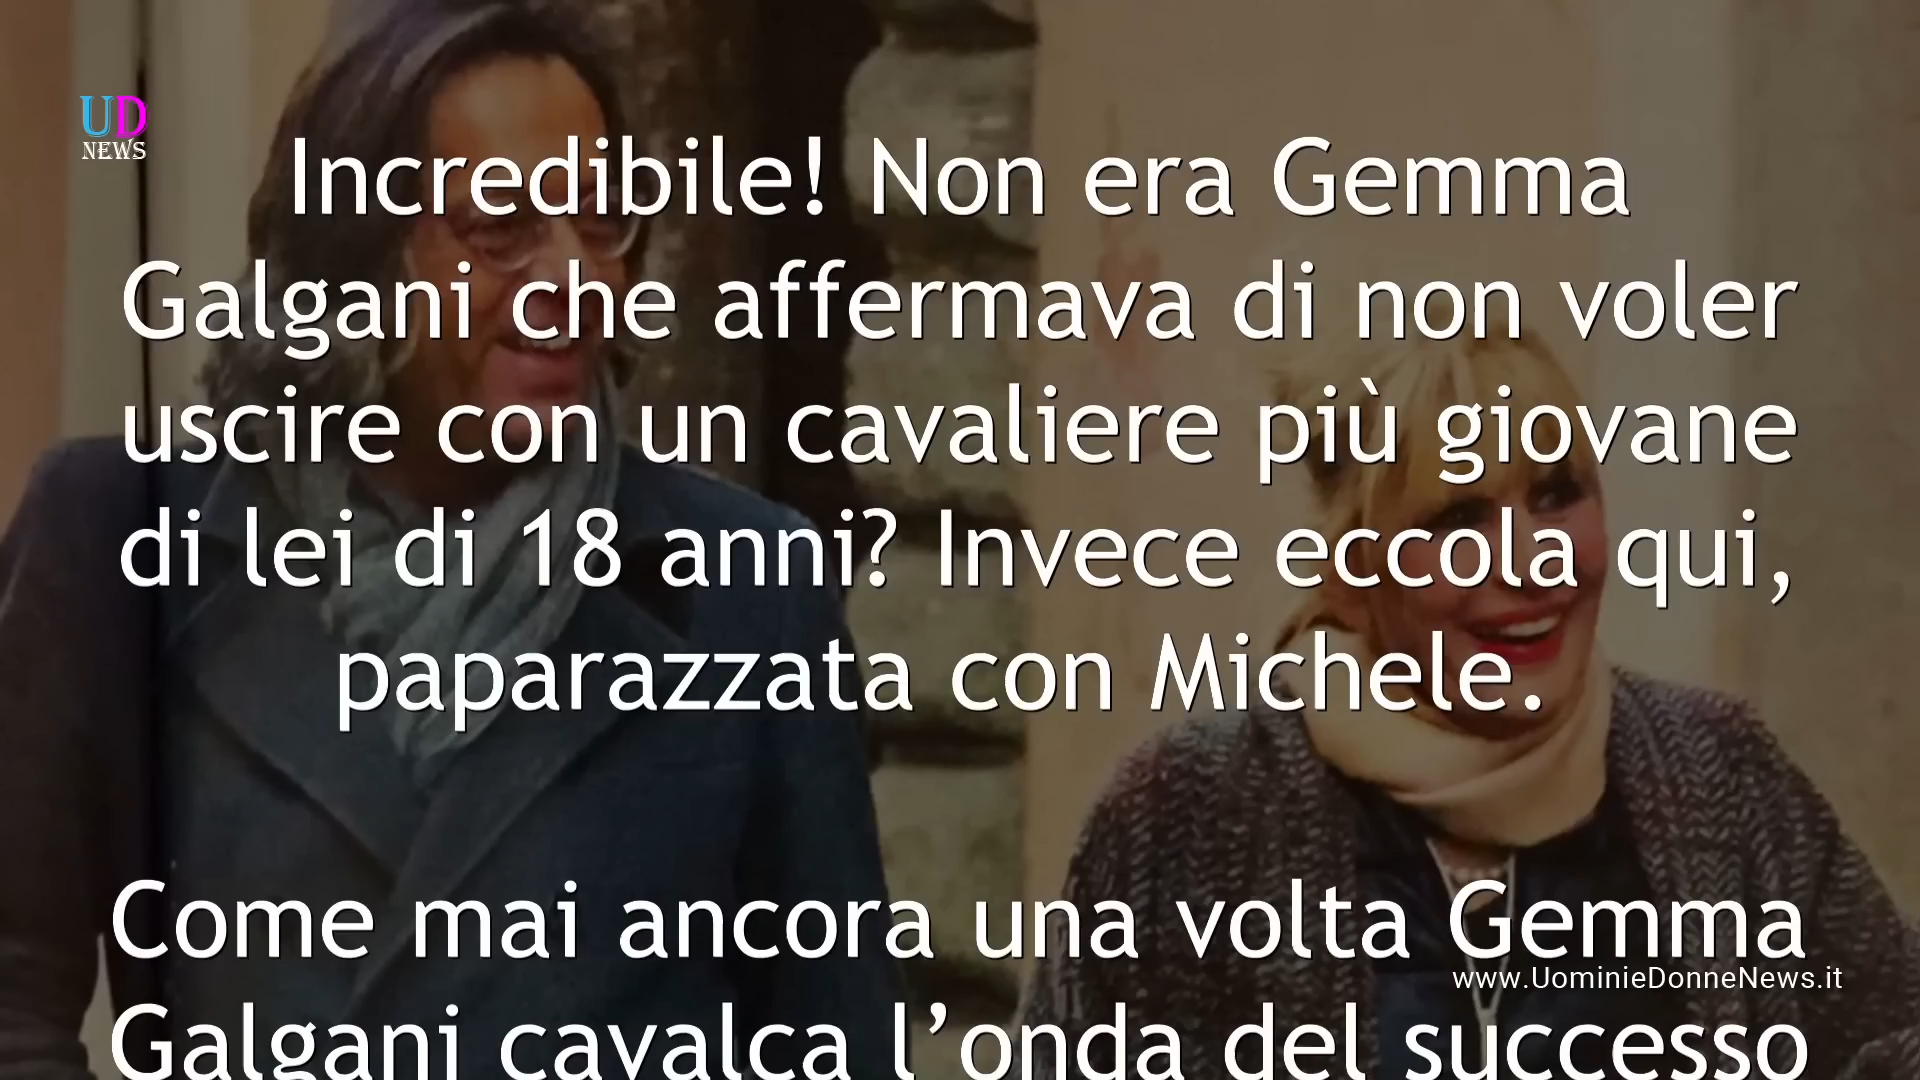 UD
NEWS
Incredibile! Non era Gemma
Galgani che affermava di non voler
uscire con un cavaliere più giovane
di lei di 18 anni? Invece eccola qui,
paparazzata con Michele.
Come mai ancora una volta Gemma
www.UominieDonneNews.it
Galgani cavalca l’onda del successo